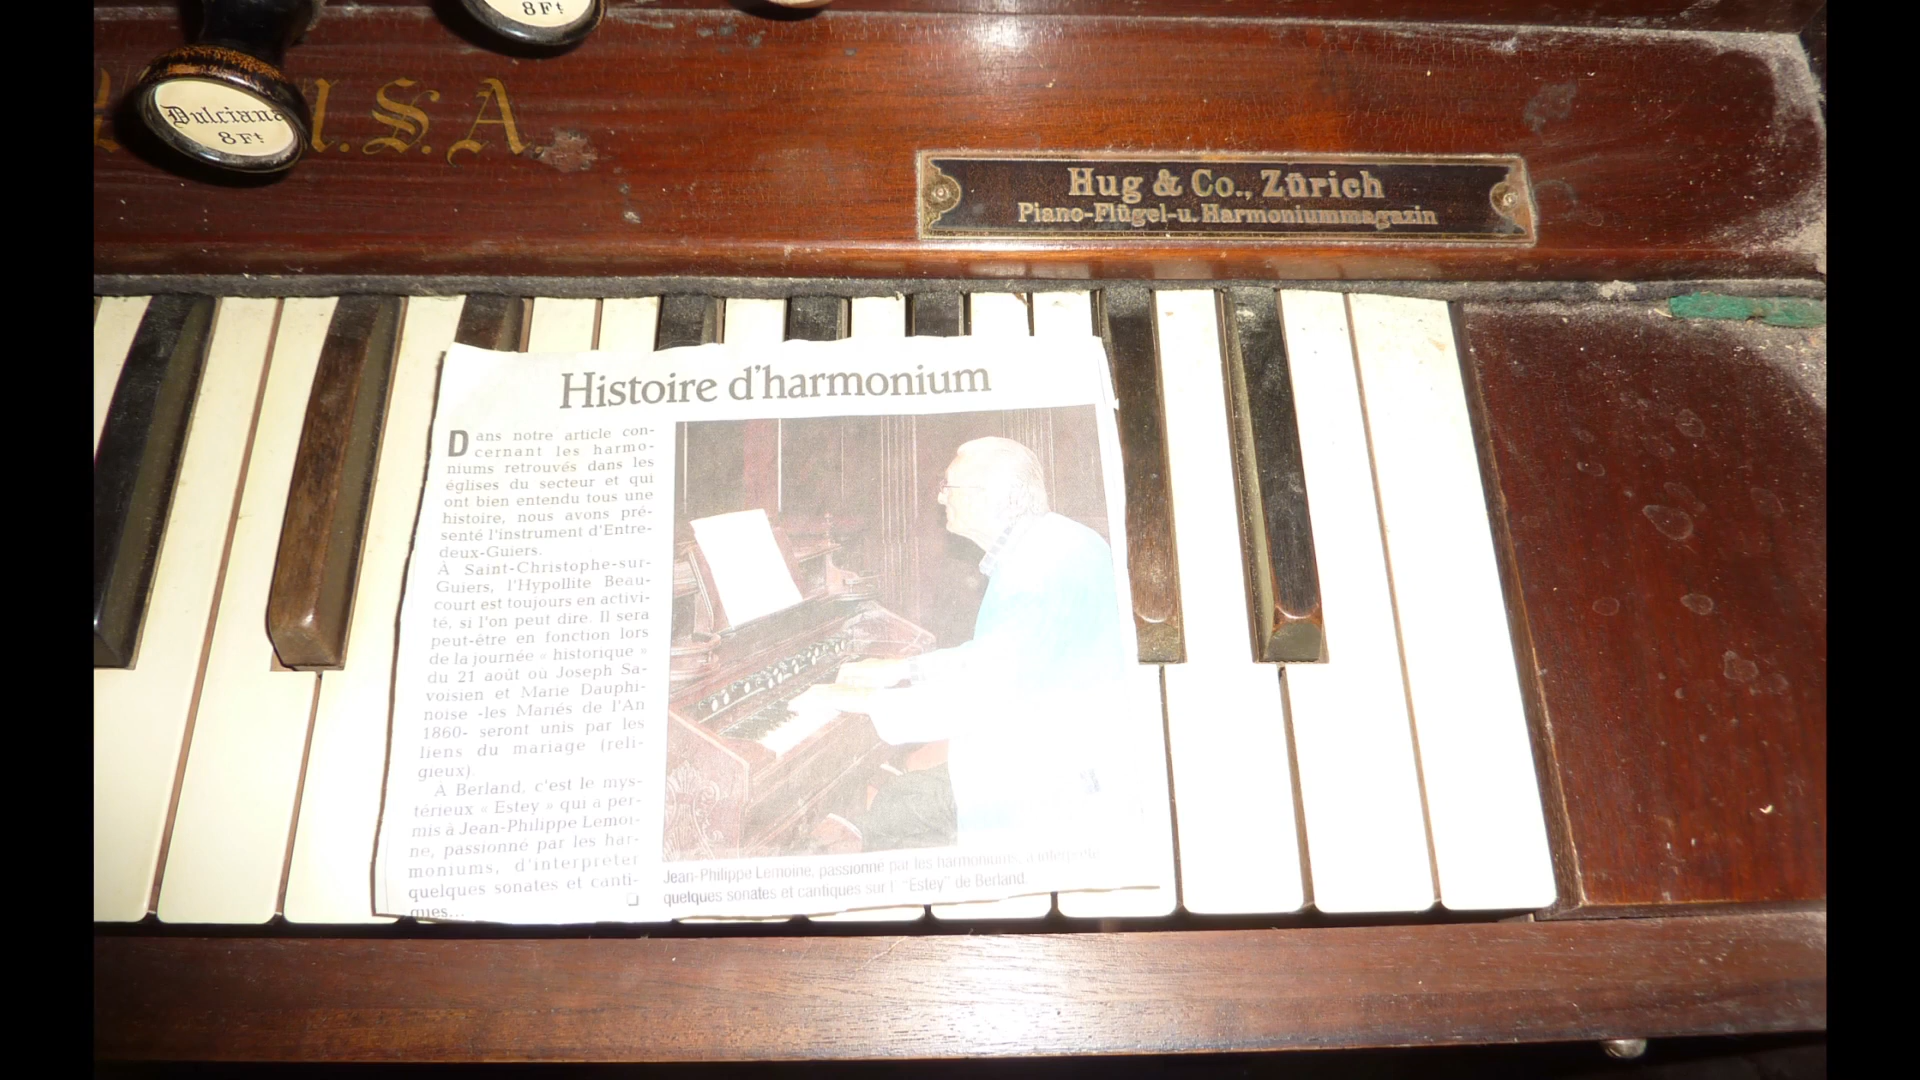 8Ft
Dulciana
8Ft
U.S.A.
Hug & Co., Zürich
Piano-Flügel-u. Harmoniummagazin
Histoire d'harmonium
Dans notre article con-
cernant les harmo-
niums retrouvés dans les
églises du secteur et qui
ont bien entendu tous une
histoire, nous avons pré-
senté l'instrument d'Entre-
deux-Guiers.
À Saint-Christophe-sur-
Guiers, l'Hypollite Beau-
court est toujours en activi-
té, si l'on peut dire. Il sera
peut-être en fonction lors
de la journée « historique »
du 21 août où Joseph Sa-
voisien et Marie Dauphi-
noise -les Mariés de l'An
1860- seront unis par les
liens du mariage (reli-
gieux).
À Berland, c'est le mys-
térieux « Estey » qui a per-
mis à Jean-Philippe Lemoi-
ne, passionné par les har-
moniums, d'interpréter
quelques sonates et canti-
ques...
Jean-Philippe Lemoine, passionné par les harmoniums, a interprété
quelques sonates et cantiques sur l' "Estey" de Berland.